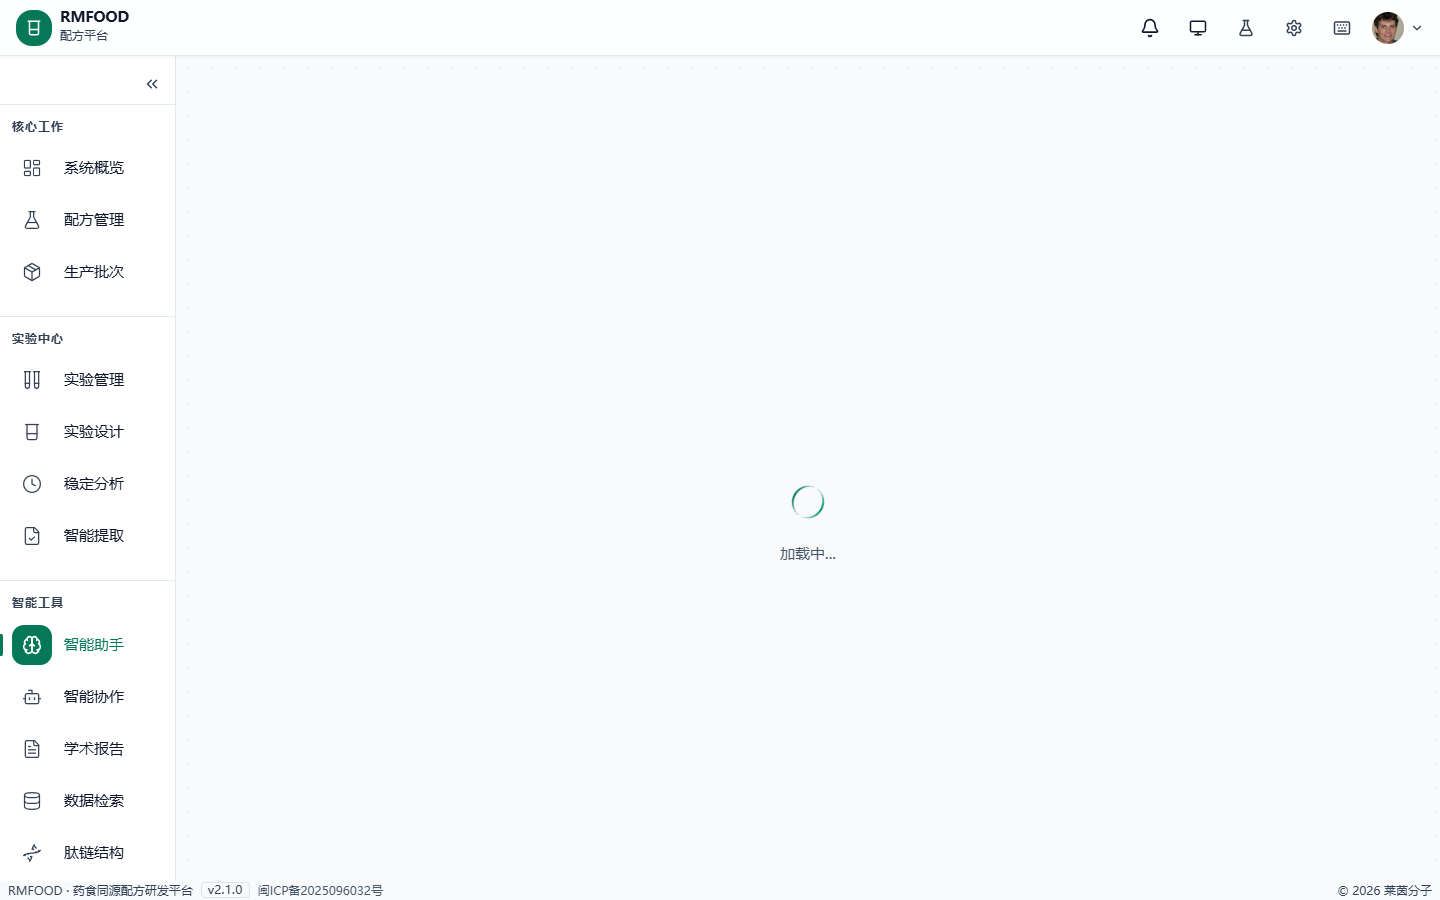 RMFOOD
配方平台
核心工作
系统概览
配方管理
生产批次
实验中心
实验管理
实验设计
稳定分析
智能提取
智能工具
智能助手
智能协作
学术报告
数据检索
肽链结构
加载中...
RMFOOD · 药食同源配方研发平台 v2.1.0 闽ICP备2025096032号
© 2026 莱茵分子